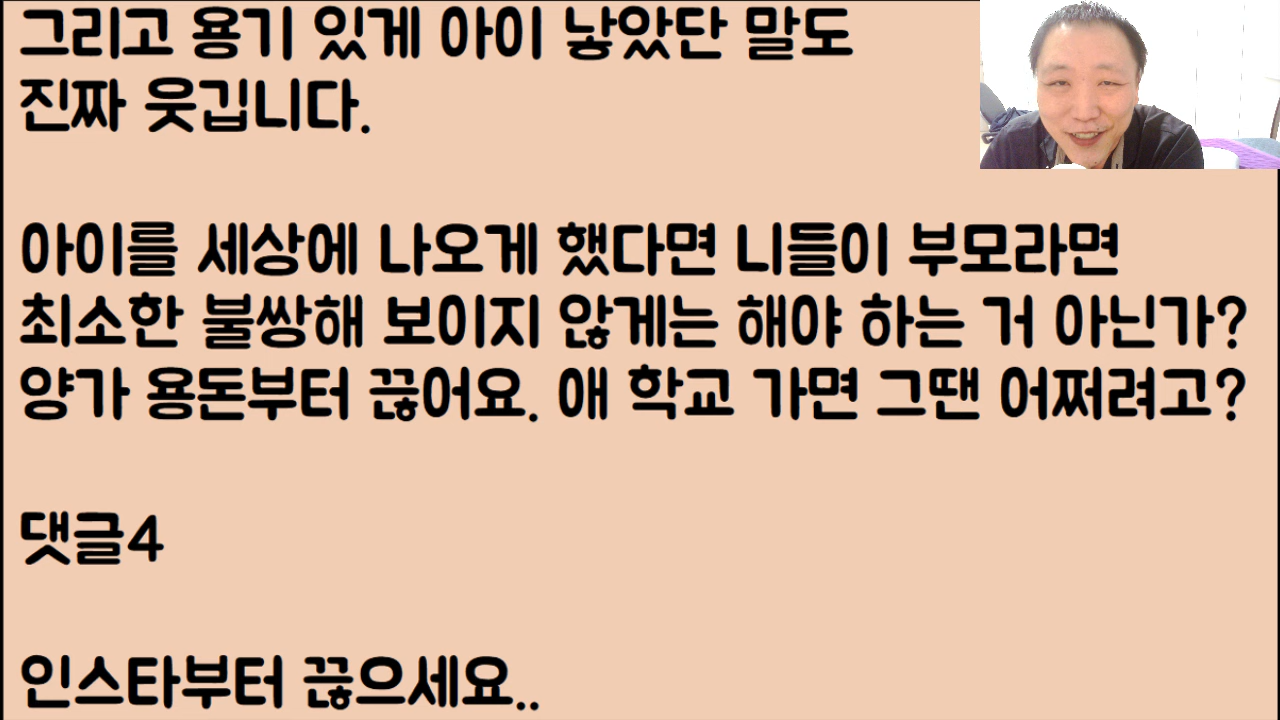 그리고 용기 있게 아이 낳았단 말도
진짜 웃깁니다.
아이를 세상에 나오게 했다면 니들이 부모라면
최소한 불쌍해 보이지 않게는 해야 하는 거 아닌가?
양가 용돈부터 끊어요. 애 학교 가면 그땐 어쩌려고?
댓글4
인스타부터 끊으세요..